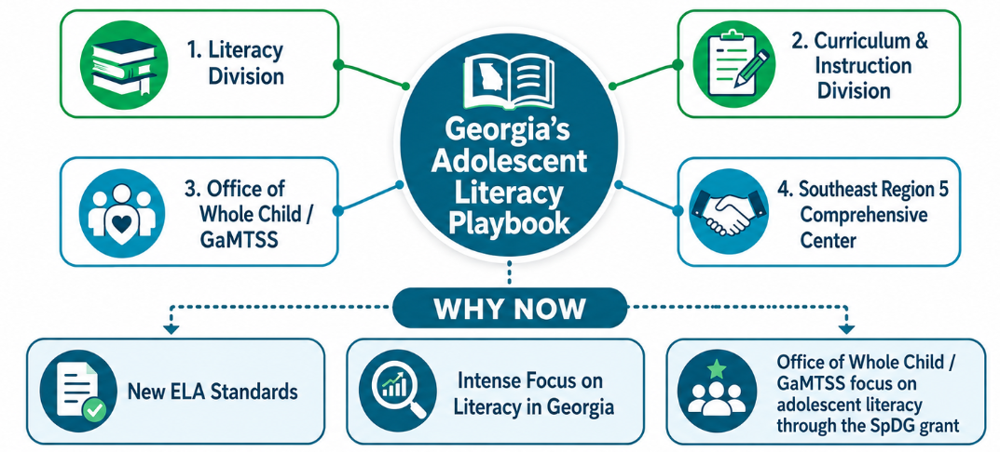 1. Literacy
Division
2. Curriculum &
Instruction
Division
Georgia's
Adolescent
Literacy
Playbook
3. Office of
Whole Child /
GaMTSS
4. Southeast Region 5
Comprehensive
Center
WHY NOW
New ELA Standards
Intense Focus on
Literacy in Georgia
Office of Whole Child /
GaMTSS focus on
adolescent literacy
through the SpDG grant